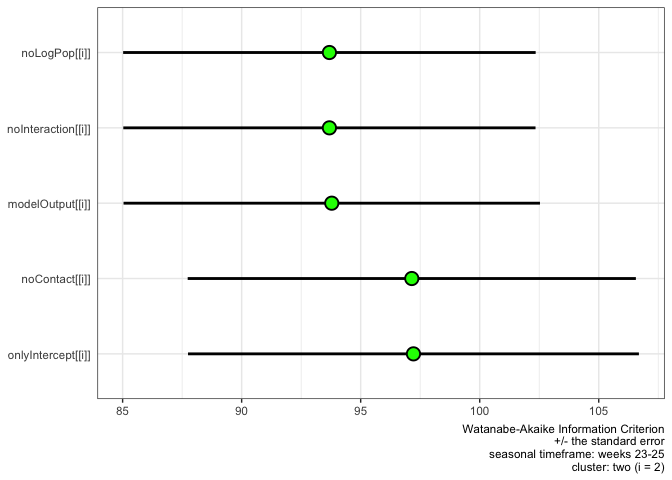 noLogPop[[i]]
noInteraction[[i]]
modelOutput[[i]]
noContact[[i]]
onlyIntercept[[i]]
85 90 95 100 105
Watanabe-Akaike Information Criterion
+/- the standard error
seasonal timeframe: weeks 23-25
cluster: two (i = 2)